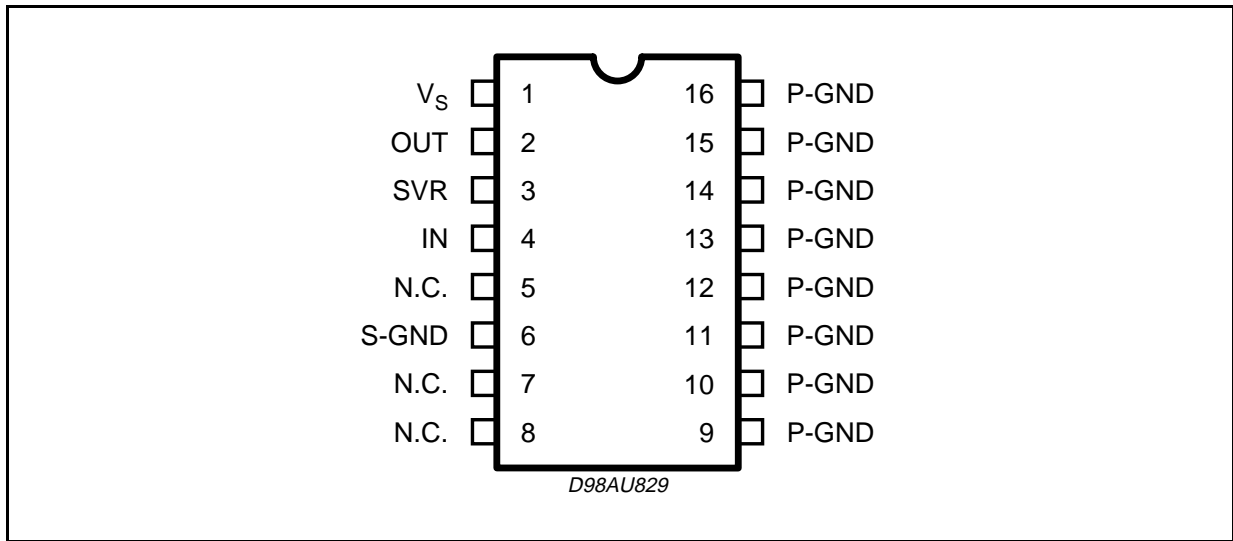 V_S 1 16 P-GND
OUT 2 15 P-GND
SVR 3 14 P-GND
IN 4 13 P-GND
N.C. 5 12 P-GND
S-GND 6 11 P-GND
N.C. 7 10 P-GND
N.C. 8 9 P-GND
D98AU829